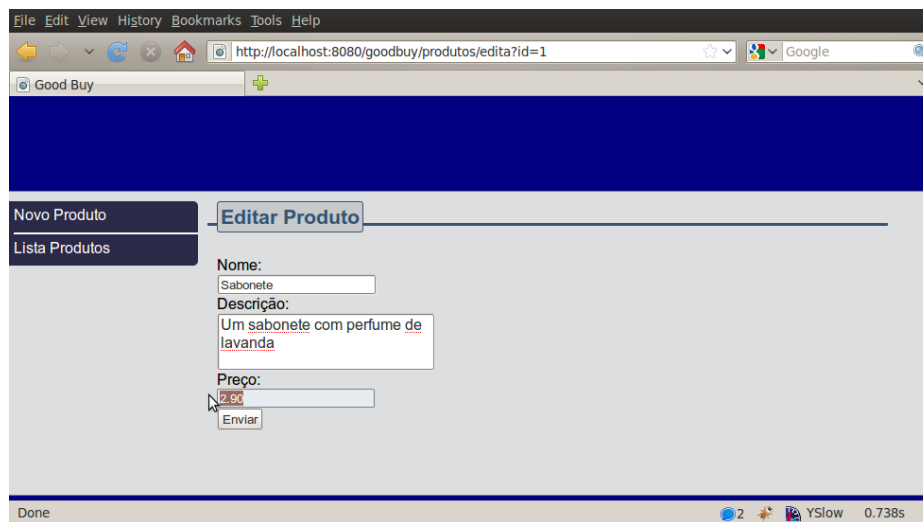 File Edit View History Bookmarks Tools Help
http://localhost:8080/goodbuy/produtos/edita?id=1
Google
Good Buy
Novo Produto
Lista Produtos
Editar Produto
Nome:
Sabonete
Descrição:
Um sabonete com perfume de
lavanda
Preço:
2.90
Enviar
Done
2 YSlow 0.738s